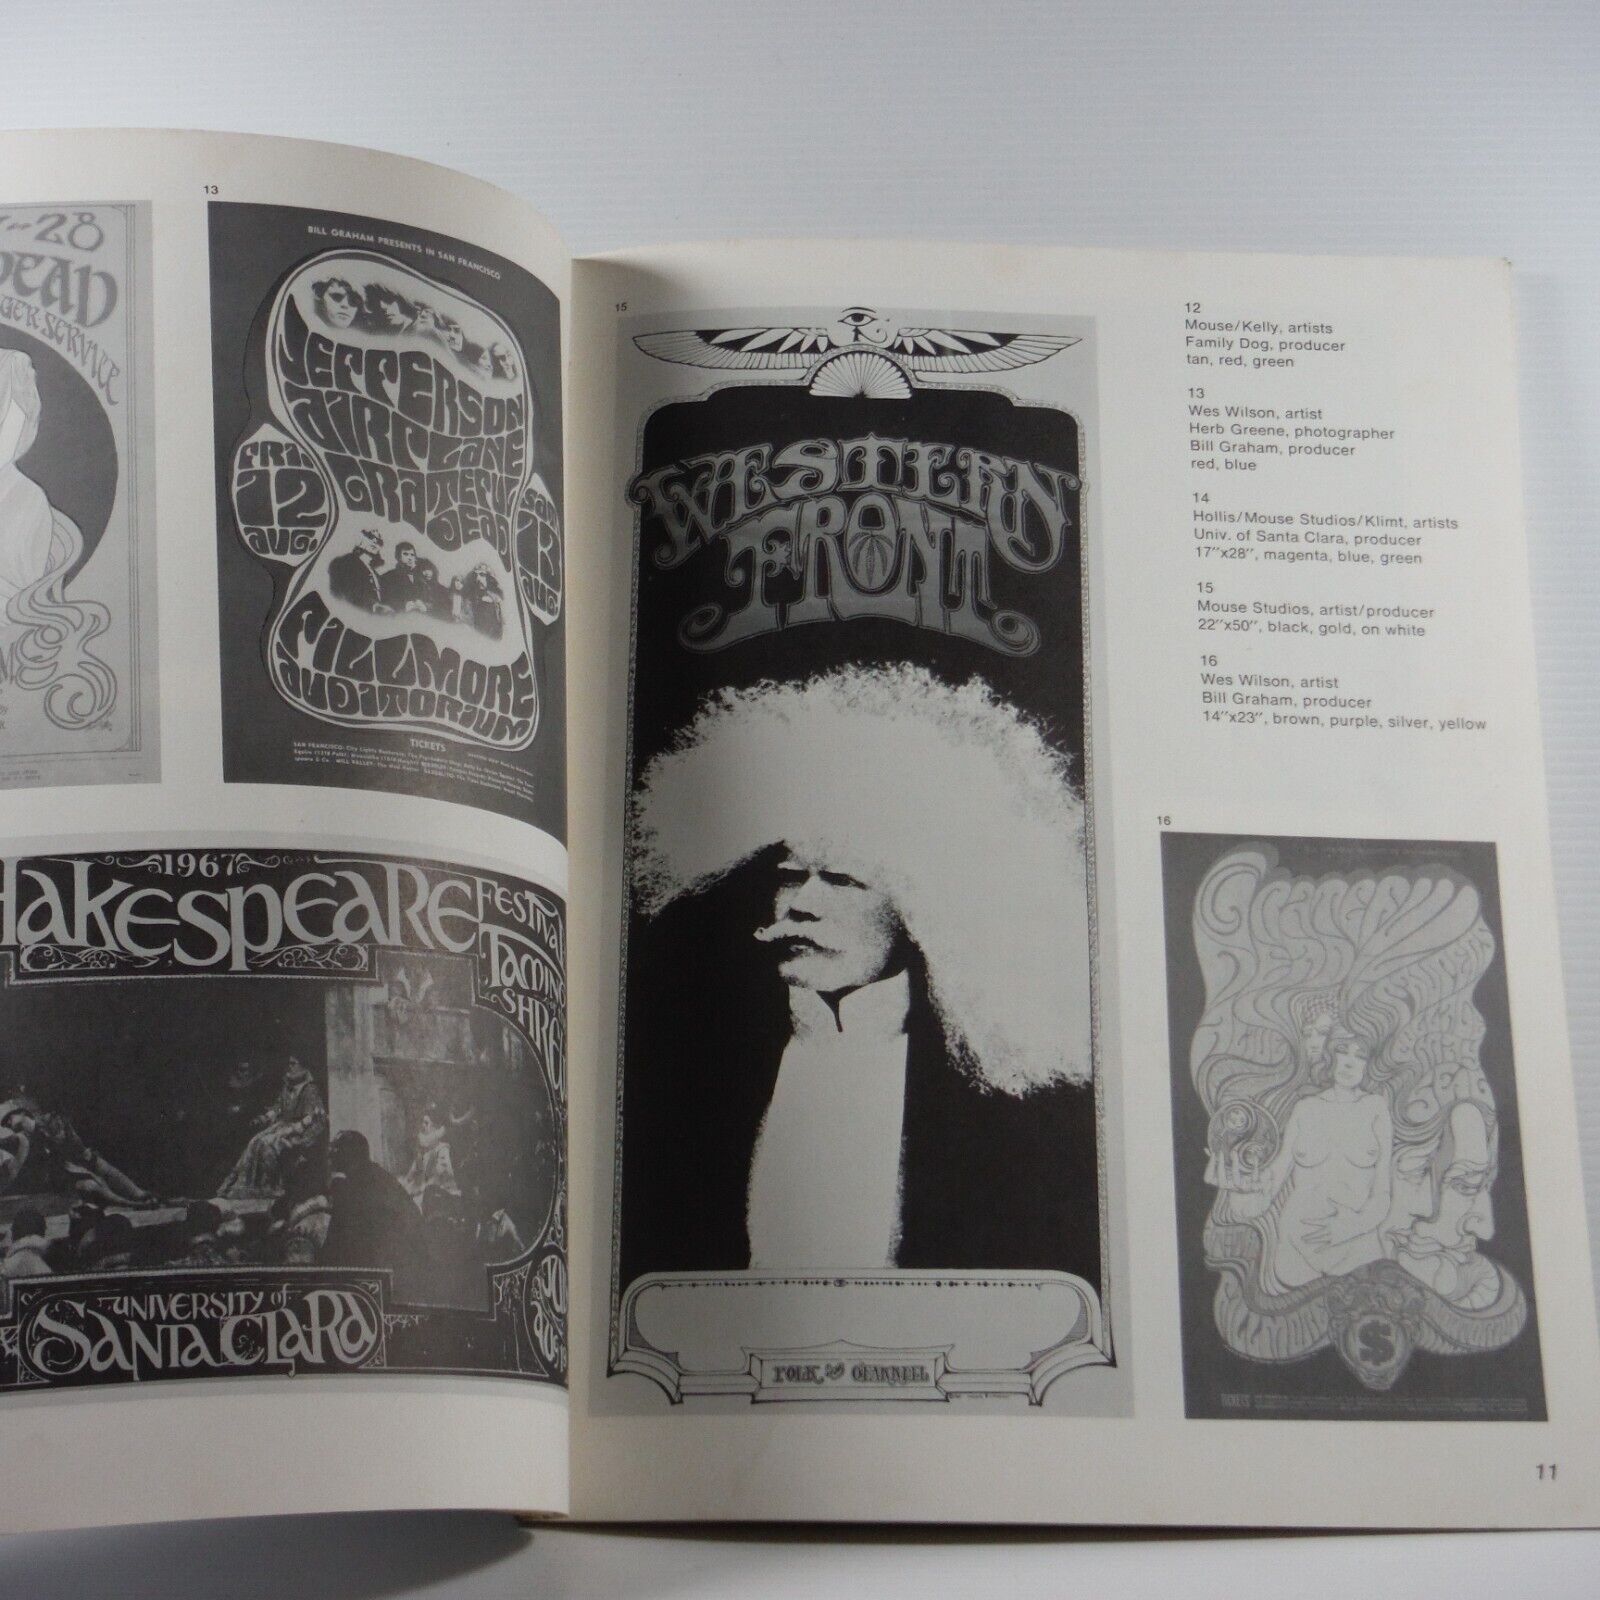 28
DEAD
GER SERVICE
13
BILL GRAHAM PRESENTS IN SAN FRANCISCO
JEFFERSON
AIRPLANE
GRATEFUL
DEAD
FRI.
12
AUG.
SAT.
13
AUG.
FILLMORE
AUDITORIUM
TICKETS
1967
HAKESPEARE
FESTIVAL
TAMING
SHREW
UNIVERSITY of
SANTA CLARA
15
WESTERN
FRONT
12
Mouse/Kelly, artists
Family Dog, producer
tan, red, green
13
Wes Wilson, artist
Herb Greene, photographer
Bill Graham, producer
red, blue
14
Hollis/Mouse Studios/Klimt, artists
Univ. of Santa Clara, producer
17"x28", magenta, blue, green
15
Mouse Studios, artist/producer
22"x50", black, gold, on white
16
Wes Wilson, artist
Bill Graham, producer
14"x23", brown, purple, silver, yellow
16
$
11